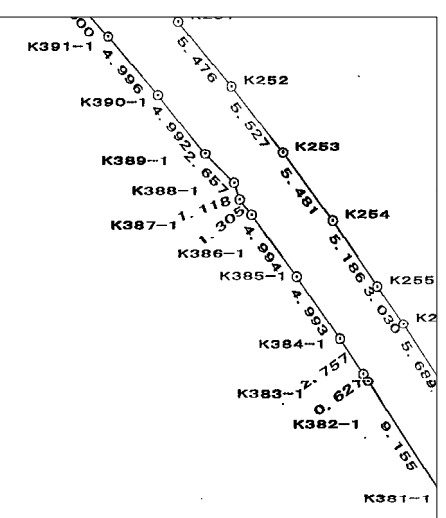 K391-1
4.996
5.476
K252
K390-1
4.992
5.527
K253
K389-1
2.657
5.481
K388-1
1.118
K387-1
1.305
K254
K386-1
4.994
5.186
K385-1
K255
3.030
4.993
K384-1
5.689
2.757
K383-1
0.627
K382-1
9.155
K381-1